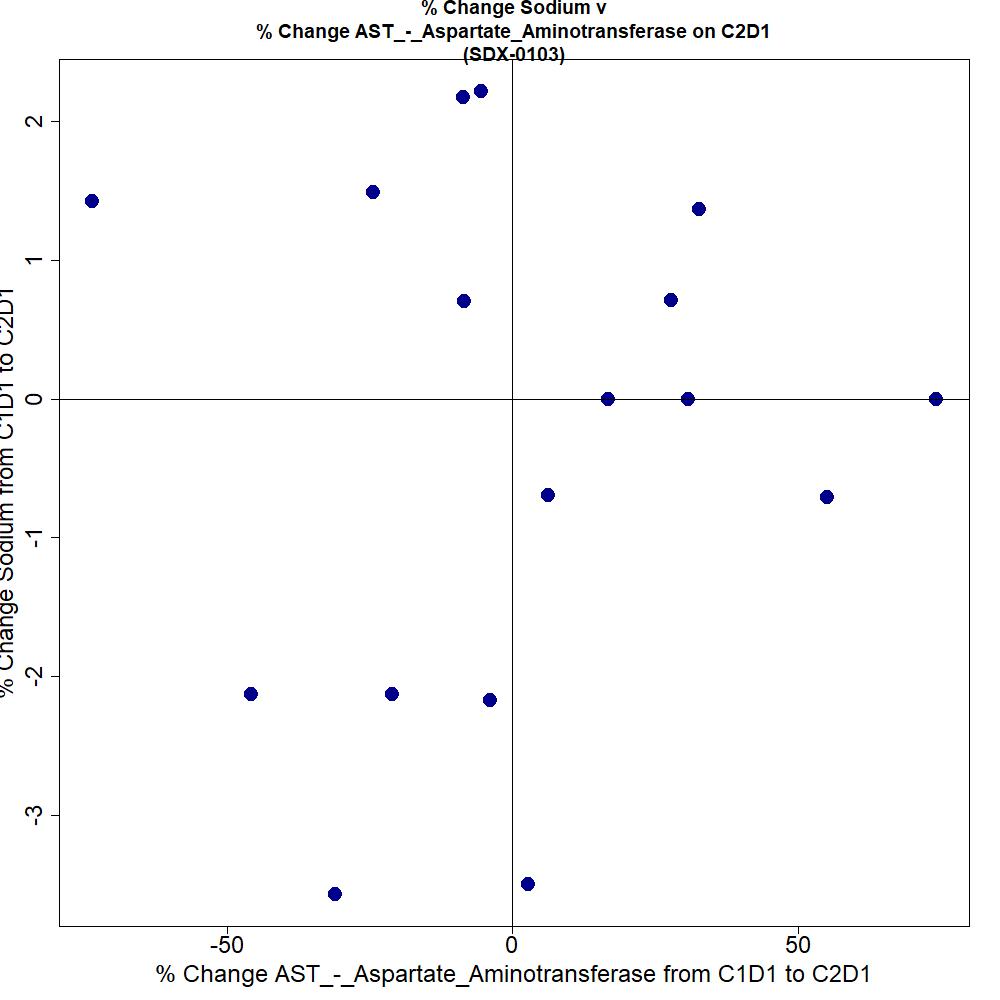 % Change Sodium v
% Change AST_-_Aspartate_Aminotransferase on C2D1
(SDX-0103)
% Change Sodium from C1D1 to C2D1
2
1
0
-1
-2
-3
-50
0
50
% Change AST_-_Aspartate_Aminotransferase from C1D1 to C2D1